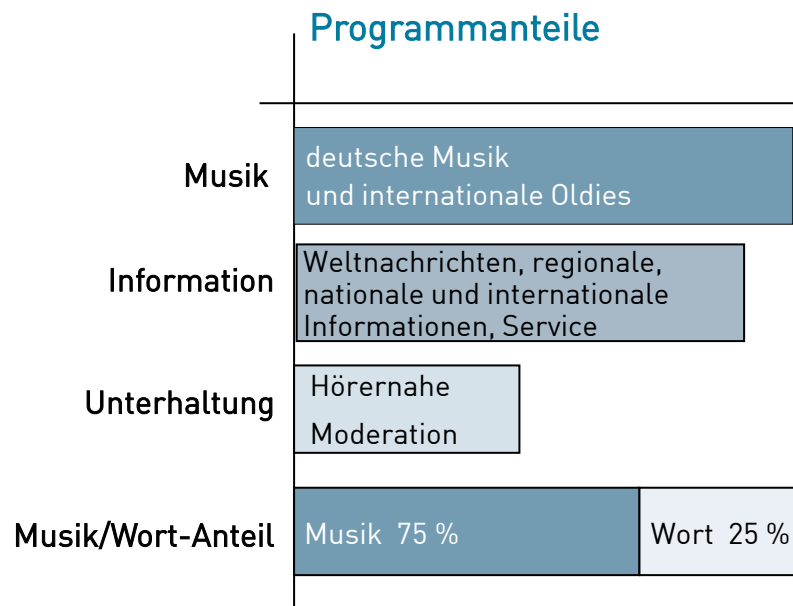 Programmanteile
Musik
deutsche Musik
und internationale Oldies
Information
Weltnachrichten, regionale,
nationale und internationale
Informationen, Service
Unterhaltung
Hörernahe
Moderation
Musik/Wort-Anteil
Musik 75 %
Wort 25 %